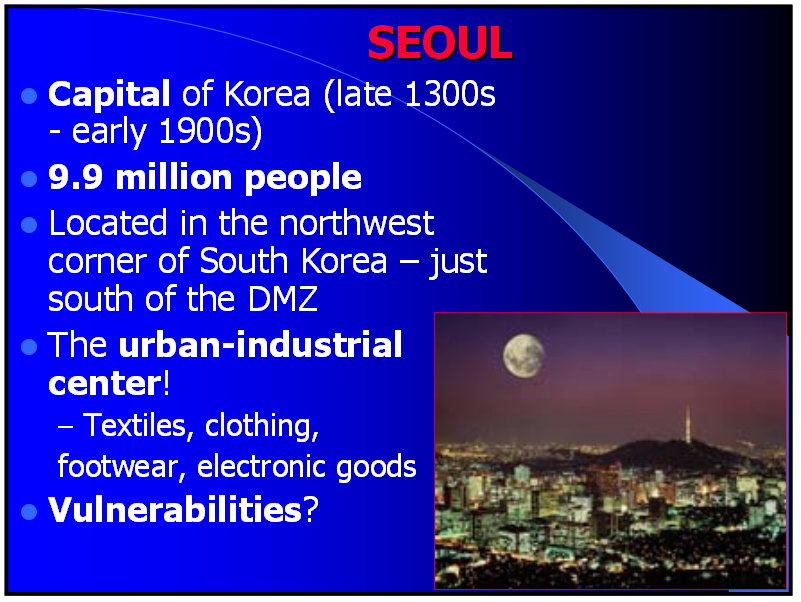 SEOUL
Capital of Korea (late 1300s
- early 1900s)
9.9 million people
Located in the northwest
corner of South Korea – just
south of the DMZ
The urban-industrial
center!
– Textiles, clothing,
footwear, electronic goods
Vulnerabilities?